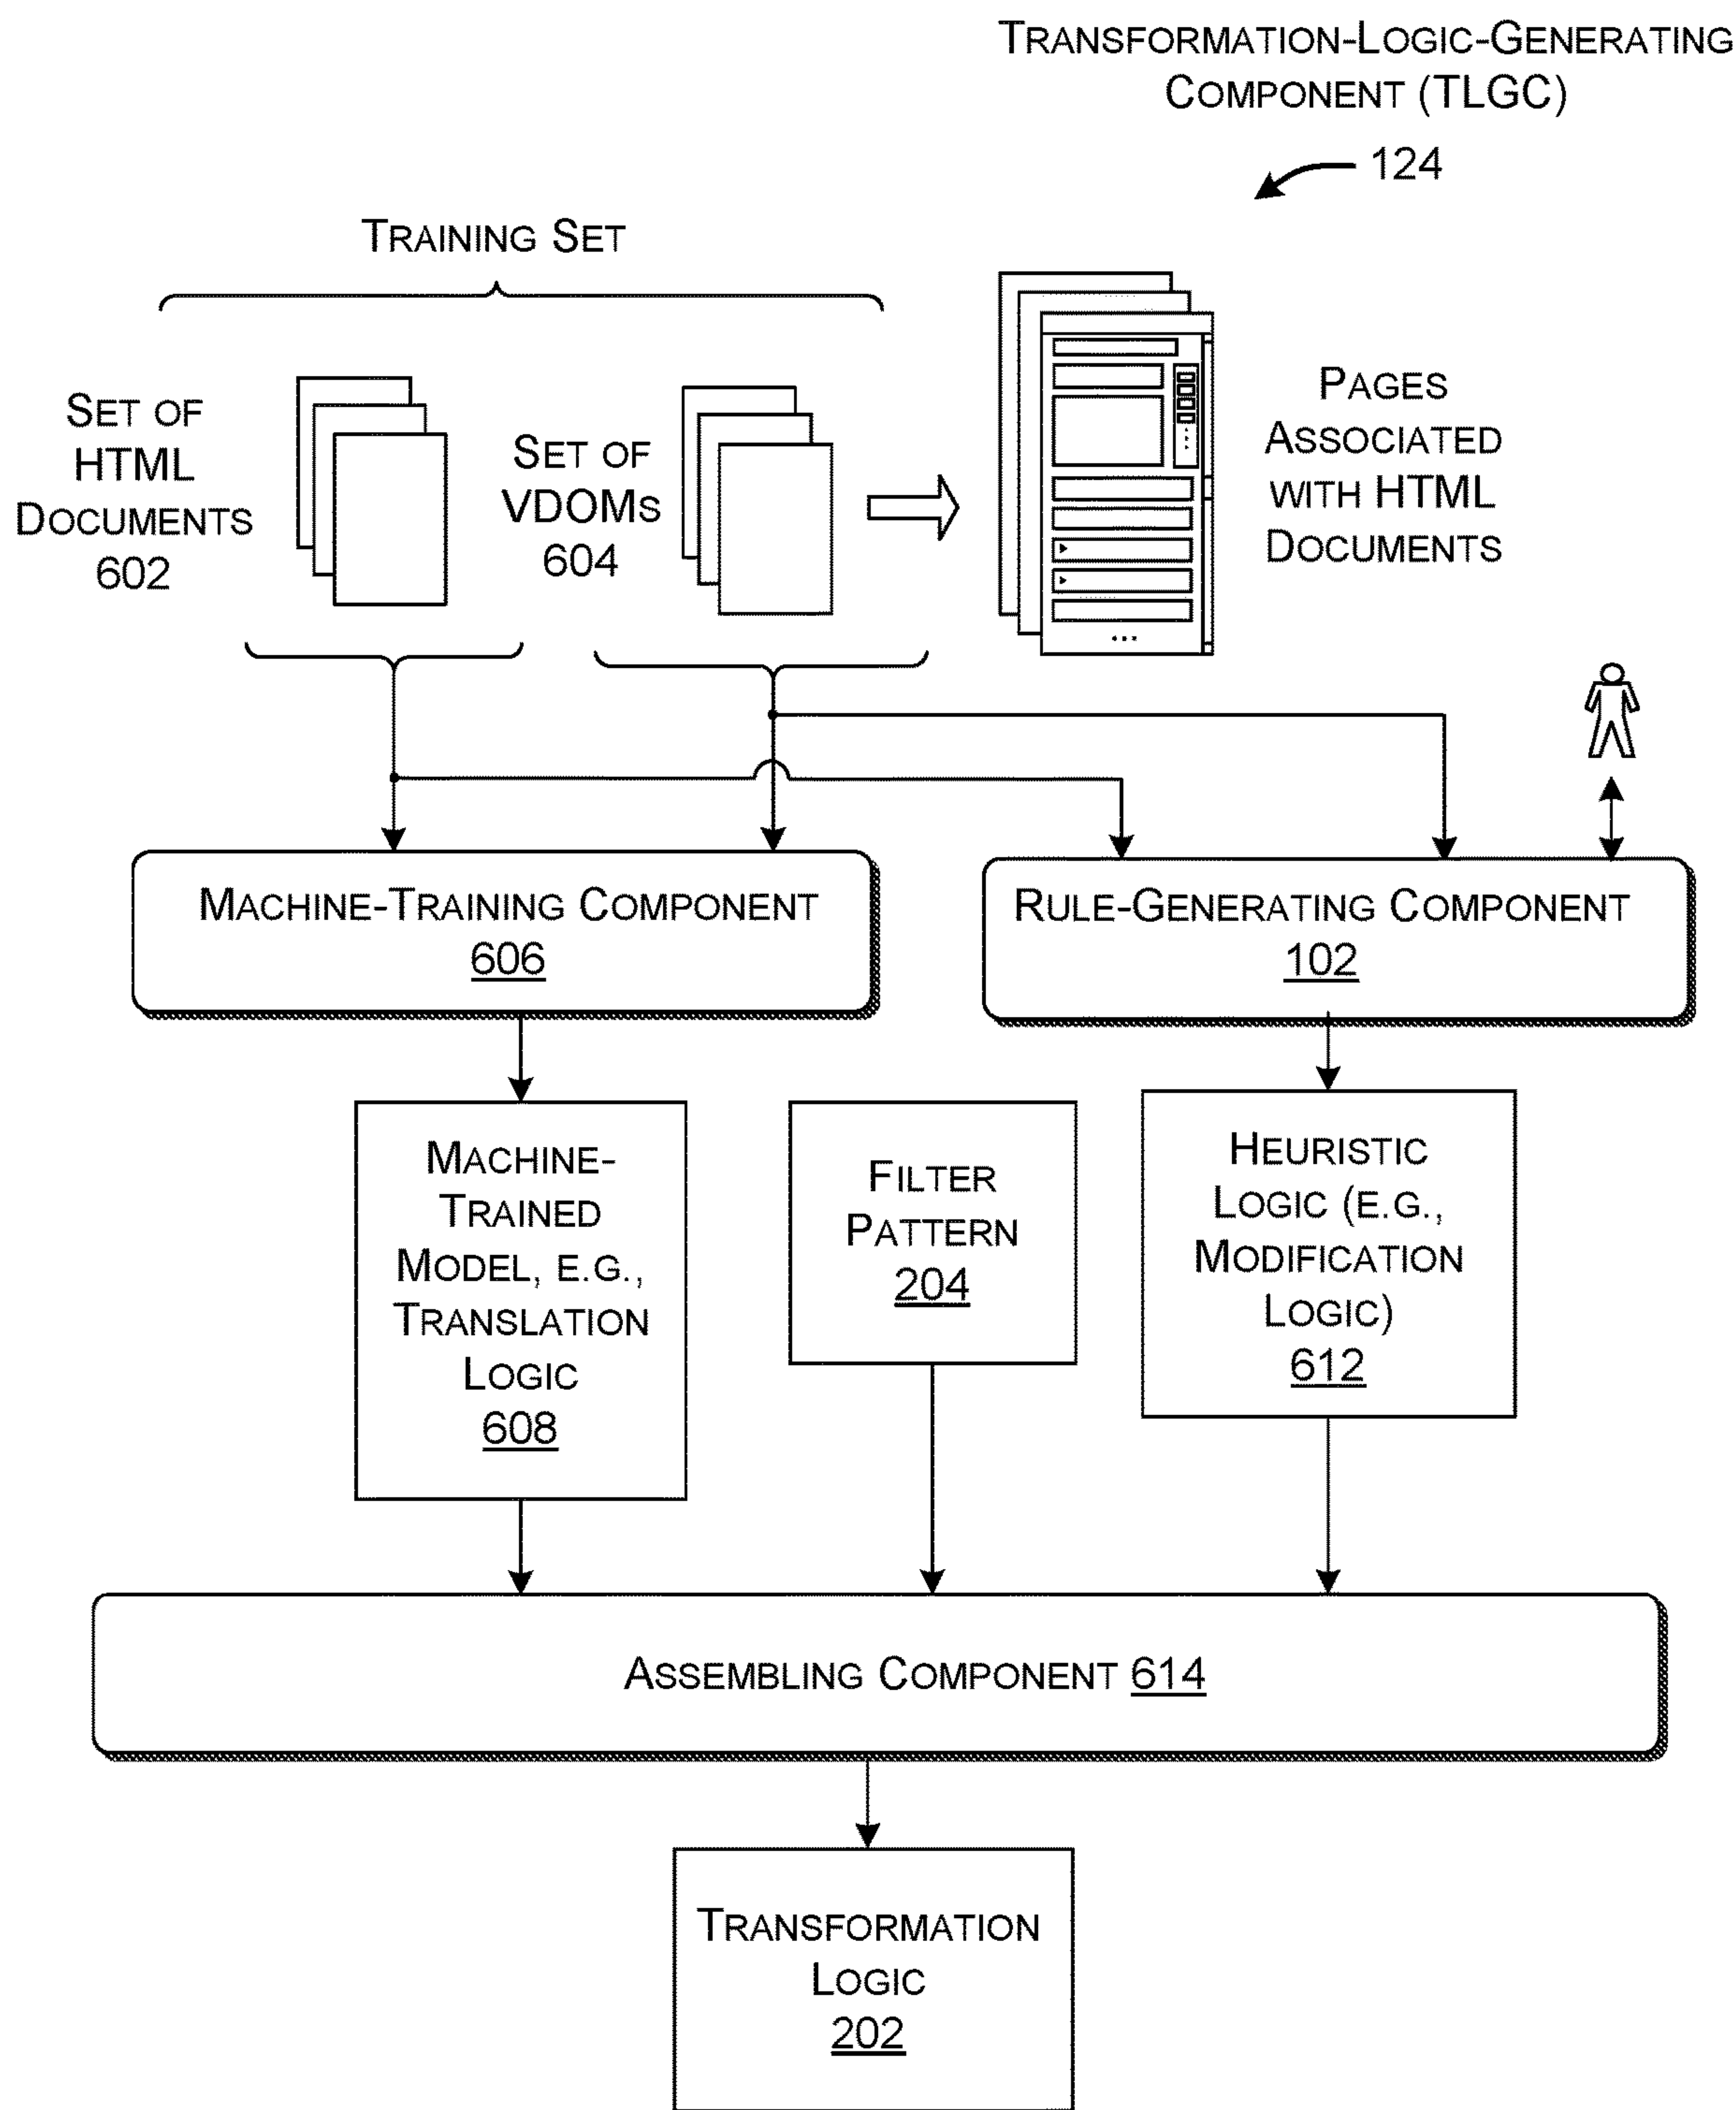 TRANSFORMATION-LOGIC-GENERATING
COMPONENT (TLGC)
124
TRAINING SET
SET OF
HTML
DOCUMENTS
602
SET OF
VDOMS
604
PAGES
ASSOCIATED
WITH HTML
DOCUMENTS
MACHINE-TRAINING COMPONENT
606
RULE-GENERATING COMPONENT
102
MACHINE-
TRAINED
MODEL, E.G.,
TRANSLATION
LOGIC
608
FILTER
PATTERN
204
HEURISTIC
LOGIC (E.G.,
MODIFICATION
LOGIC)
612
ASSEMBLING COMPONENT 614
TRANSFORMATION
LOGIC
202